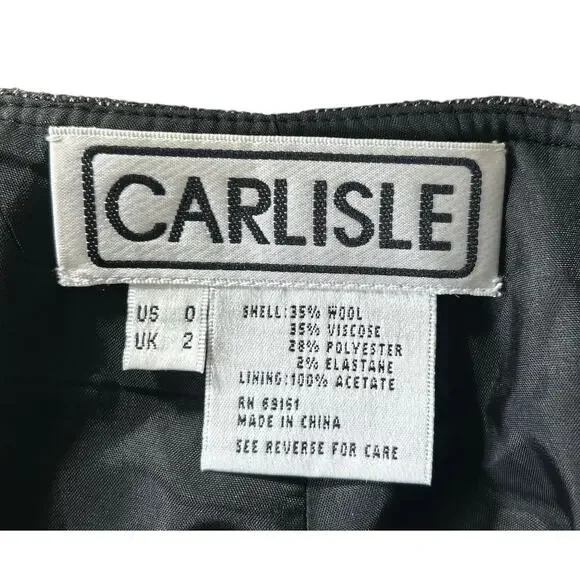 CARLISLE
US 0
UK 2
SHELL:35% WOOL
35% VISCOSE
28% POLYESTER
2% ELASTANE
LINING:100% ACETATE
RN 69161
MADE IN CHINA
SEE REVERSE FOR CARE